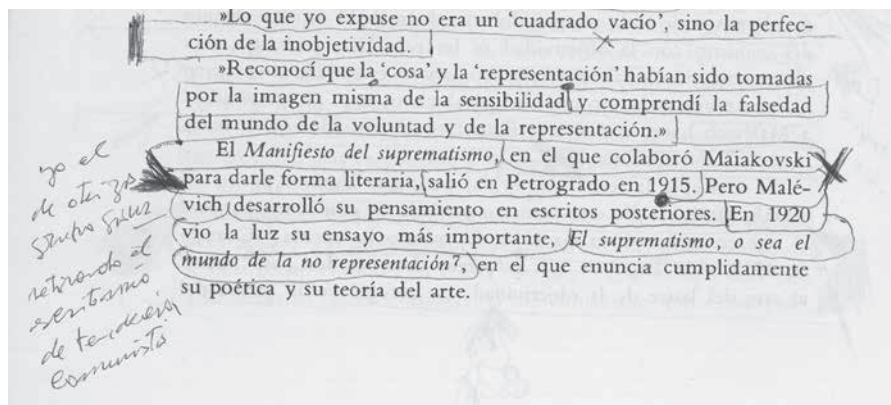 »Lo que yo expuse no era un ‘cuadrado vacío’, sino la perfec-
ción de la inobjetividad.
»Reconocí que la ‘cosa’ y la ‘representación’ habían sido tomadas
por la imagen misma de la sensibilidad y comprendí la falsedad
del mundo de la voluntad y de la representación.»
El Manifiesto del suprematismo, en el que colaboró Maiakovski
para darle forma literaria, salió en Petrogrado en 1915. Pero Malé-
vich desarrolló su pensamiento en escritos posteriores. En 1920
vio la luz su ensayo más importante, El suprematismo, o sea el
mundo de la no representación⁷, en el que enuncia cumplidamente
su poética y su teoría del arte.
yo el
de
retirando el
de tendencia
comunista